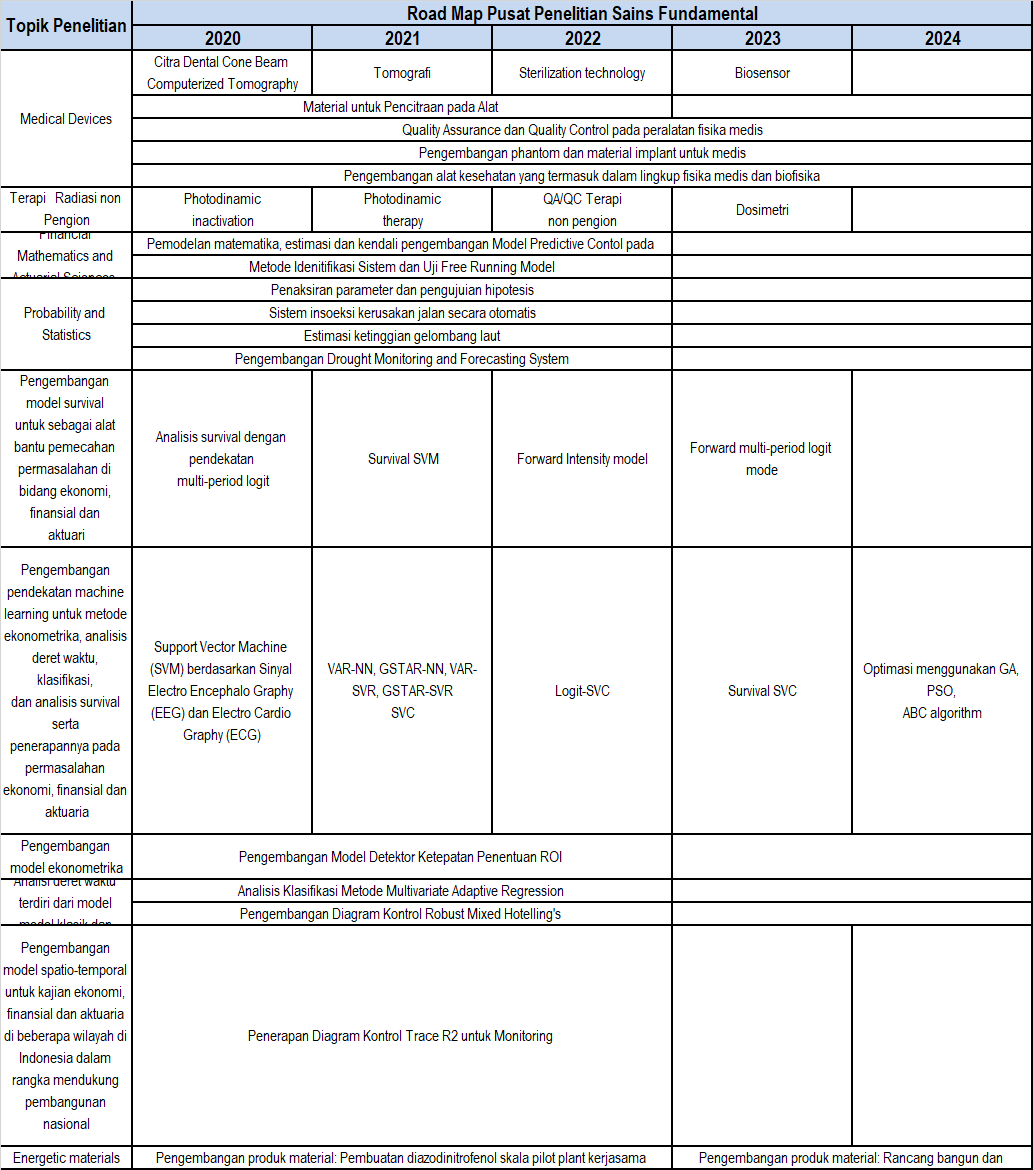 Topik Penelitian
Road Map Pusat Penelitian Sains Fundamental
2020
2021
2022
2023
2024
Medical Devices
Citra Dental Cone Beam
Computerized Tomography
Tomografi
Sterilization technology
Biosensor
Material untuk Pencitraan pada Alat
Quality Assurance dan Quality Control pada peralatan fisika medis
Pengembangan phantom dan material implant untuk medis
Pengembangan alat kesehatan yang termasuk dalam lingkup fisika medis dan biofisika
Terapi Radiasi non
Pengion
Photodinamic
inactivation
Photodinamic
therapy
QA/QC Terapi
non pengion
Dosimetri
Financial
Mathematics and
Actuarial Sciences
Pemodelan matematika, estimasi dan kendali pengembangan Model Predictive Contol pada
Metode Idenitifikasi Sistem dan Uji Free Running Model
Probability and
Statistics
Penaksiran parameter dan pengujuian hipotesis
Sistem insoeksi kerusakan jalan secara otomatis
Estimasi ketinggian gelombang laut
Pengembangan Drought Monitoring and Forecasting System
Pengembangan
model survival
untuk sebagai alat
bantu pemecahan
permasalahan di
bidang ekonomi,
finansial dan
aktuari
Analisis survival dengan
pendekatan
multi-period logit
Survival SVM
Forward Intensity model
Forward multi-period logit
mode
Pengembangan
pendekatan machine
learning untuk metode
ekonometrika, analisis
deret waktu,
klasifikasi,
dan analisis survival
serta
penerapannya pada
permasalahan
ekonomi, finansial dan
aktuaria
Support Vector Machine
(SVM) berdasarkan Sinyal
Electro Encephalo Graphy
(EEG) dan Electro Cardio
Graphy (ECG)
VAR-NN, GSTAR-NN, VAR-
SVR, GSTAR-SVR
SVC
Logit-SVC
Survival SVC
Optimasi menggunakan GA,
PSO,
ABC algorithm
Pengembangan
model ekonometrika
Pengembangan Model Detektor Ketepatan Penentuan ROI
Analisi deret waktu
terdiri dari model
model klasik dan
Analisis Klasifikasi Metode Multivariate Adaptive Regression
Pengembangan Diagram Kontrol Robust Mixed Hotelling's
Pengembangan
model spatio-temporal
untuk kajian ekonomi,
finansial dan aktuaria
di beberapa wilayah di
Indonesia dalam
rangka mendukung
pembangunan
nasional
Penerapan Diagram Kontrol Trace R2 untuk Monitoring
Energetic materials
Pengembangan produk material: Pembuatan diazodinitrofenol skala pilot plant kerjasama
Pengembangan produk material: Rancang bangun dan